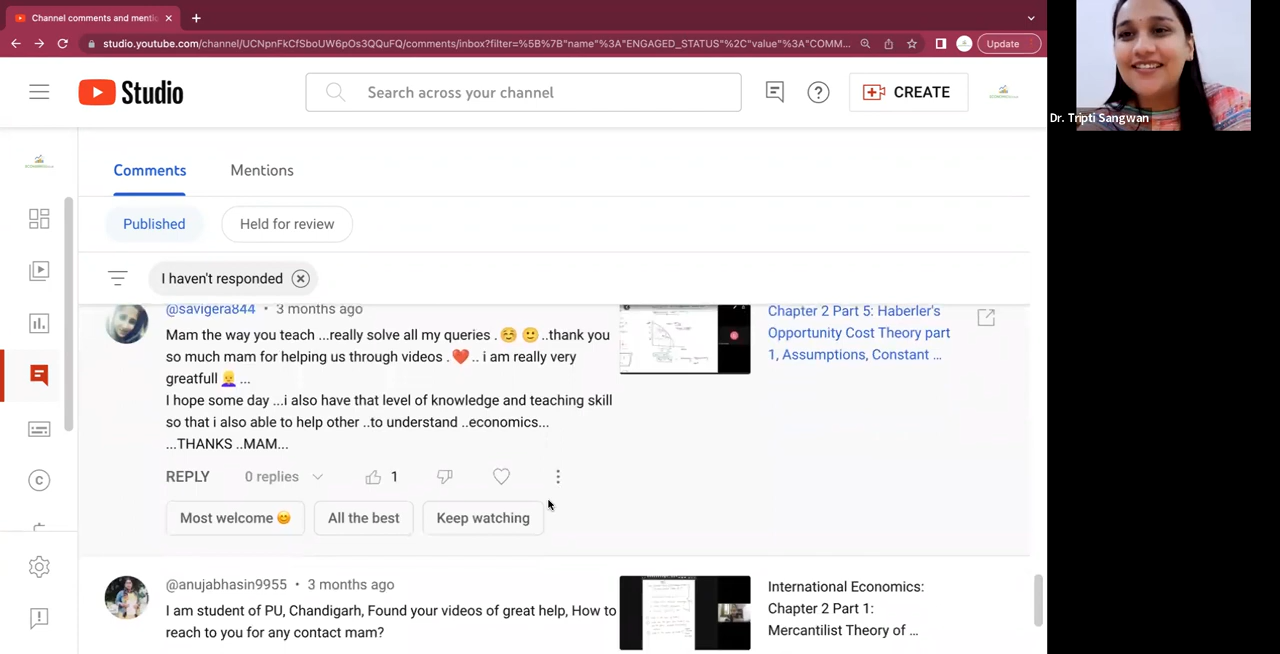 Channel comments and menti
studio.youtube.com/channel/UCNpnFkCfSboUW6pOs3QQuFQ/comments/inbox?filter=%5B%7B"name"%3A"ENGAGED_STATUS"%2C"value"%3A"COMM...
Update
Studio
Search across your channel
CREATE
Dr. Tripti Sangwan
Comments
Mentions
Published
Held for review
I haven't responded
@savigera844 • 3 months ago
Mam the way you teach ...really solve all my queries .☺️ 🙂 ..thank you
so much mam for helping us through videos .❤️.. i am really very
greatfull 👱‍♀️ ...
I hope some day ...i also have that level of knowledge and teaching skill
so that i also able to help other ..to understand ..economics...
...THANKS ..MAM...
Chapter 2 Part 5: Haberler's
Opportunity Cost Theory part
1, Assumptions, Constant ...
REPLY
0 replies
1
Most welcome 😊
All the best
Keep watching
@anujabhasin9955 • 3 months ago
I am student of PU, Chandigarh, Found your videos of great help, How to
reach to you for any contact mam?
International Economics:
Chapter 2 Part 1:
Mercantilist Theory of ...